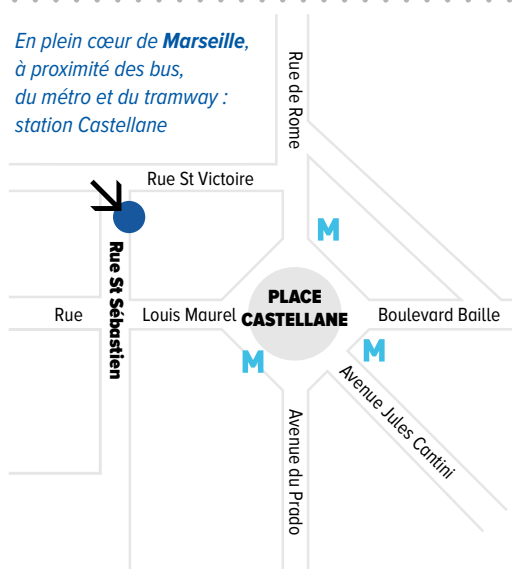 En plein cœur de Marseille,
à proximité des bus,
du métro et du tramway :
station Castellane
Rue de Rome
Rue St Victoire
M
Rue St Sébastien
Rue
Louis Maurel
PLACE
CASTELLANE
Boulevard Baille
M
M
Avenue Jules Cantini
Avenue du Prado